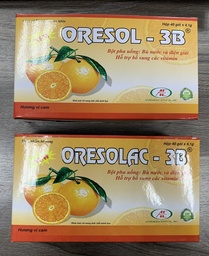 Hộp 40 gói x 4,1g
ORESOL - 3B®
Bột pha uống: Bù nước và điện giải
Hỗ trợ bổ sung các vitamin
Hương vị cam
Hộp 40 gói x 4,1g
ORESOLAC - 3B®
Bột pha uống: Bù nước và điện giải
Hỗ trợ bổ sung các vitamin
Hương vị cam